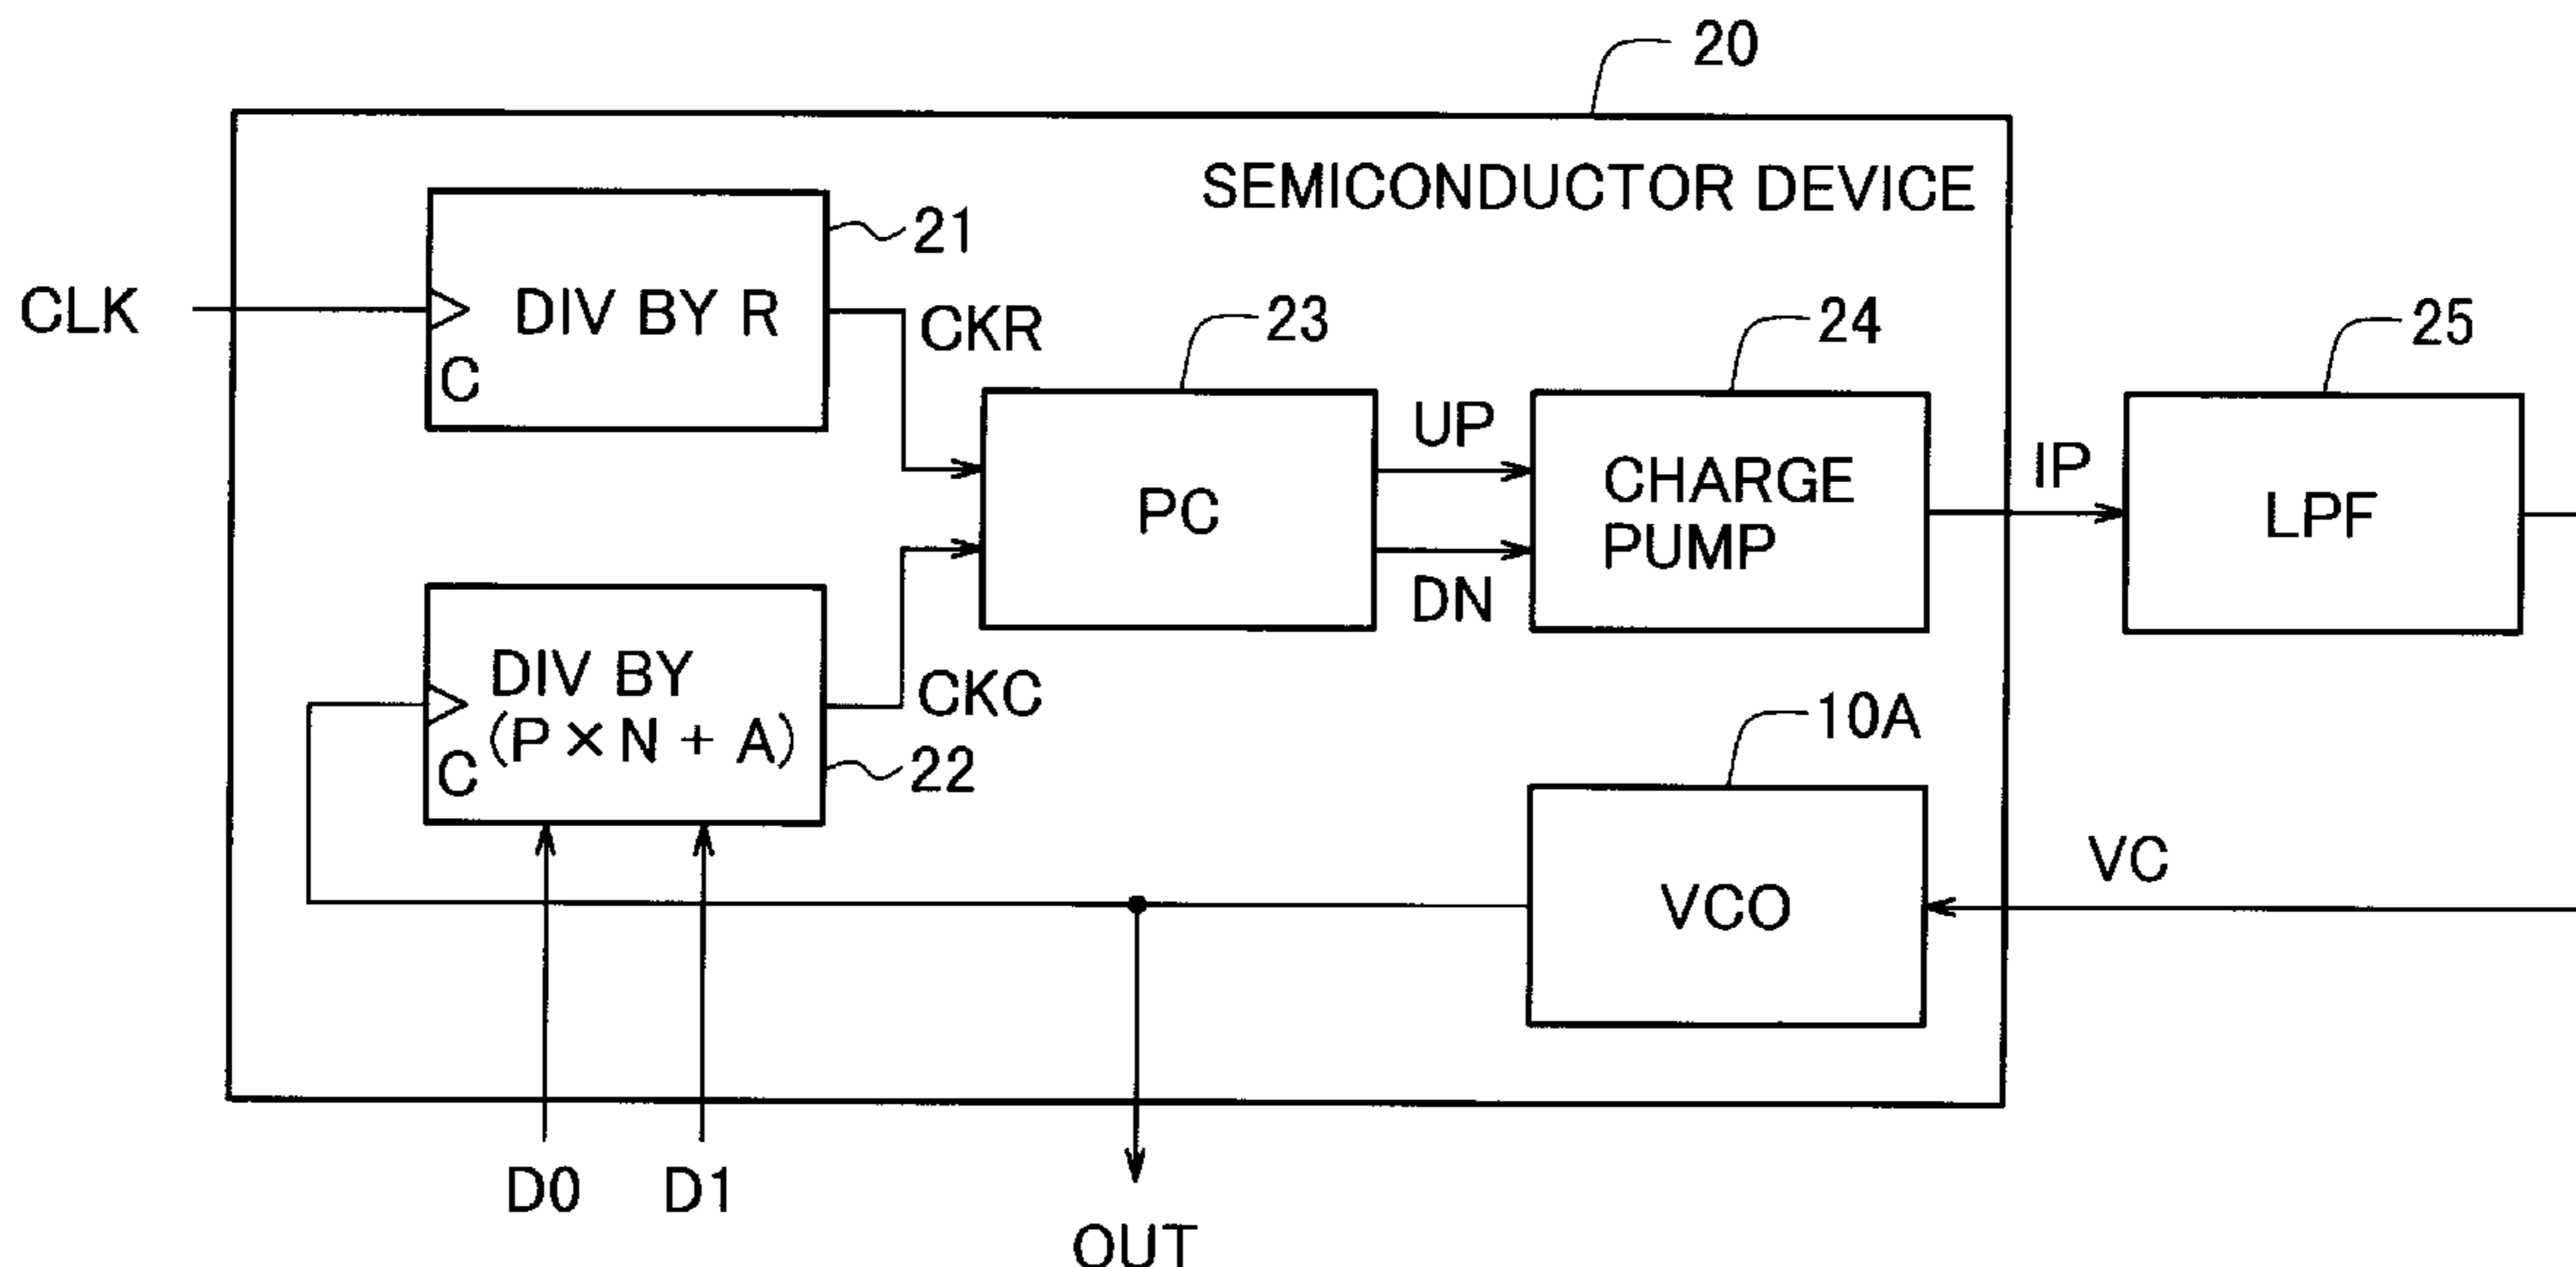 20
SEMICONDUCTOR DEVICE
21
CLK
DIV BY R
C
CKR
23
24
25
UP
IP
PC
CHARGE
PUMP
LPF
DN
DIV BY
(P × N + A)
C
CKC
22
10A
VCO
VC
D0
D1
OUT